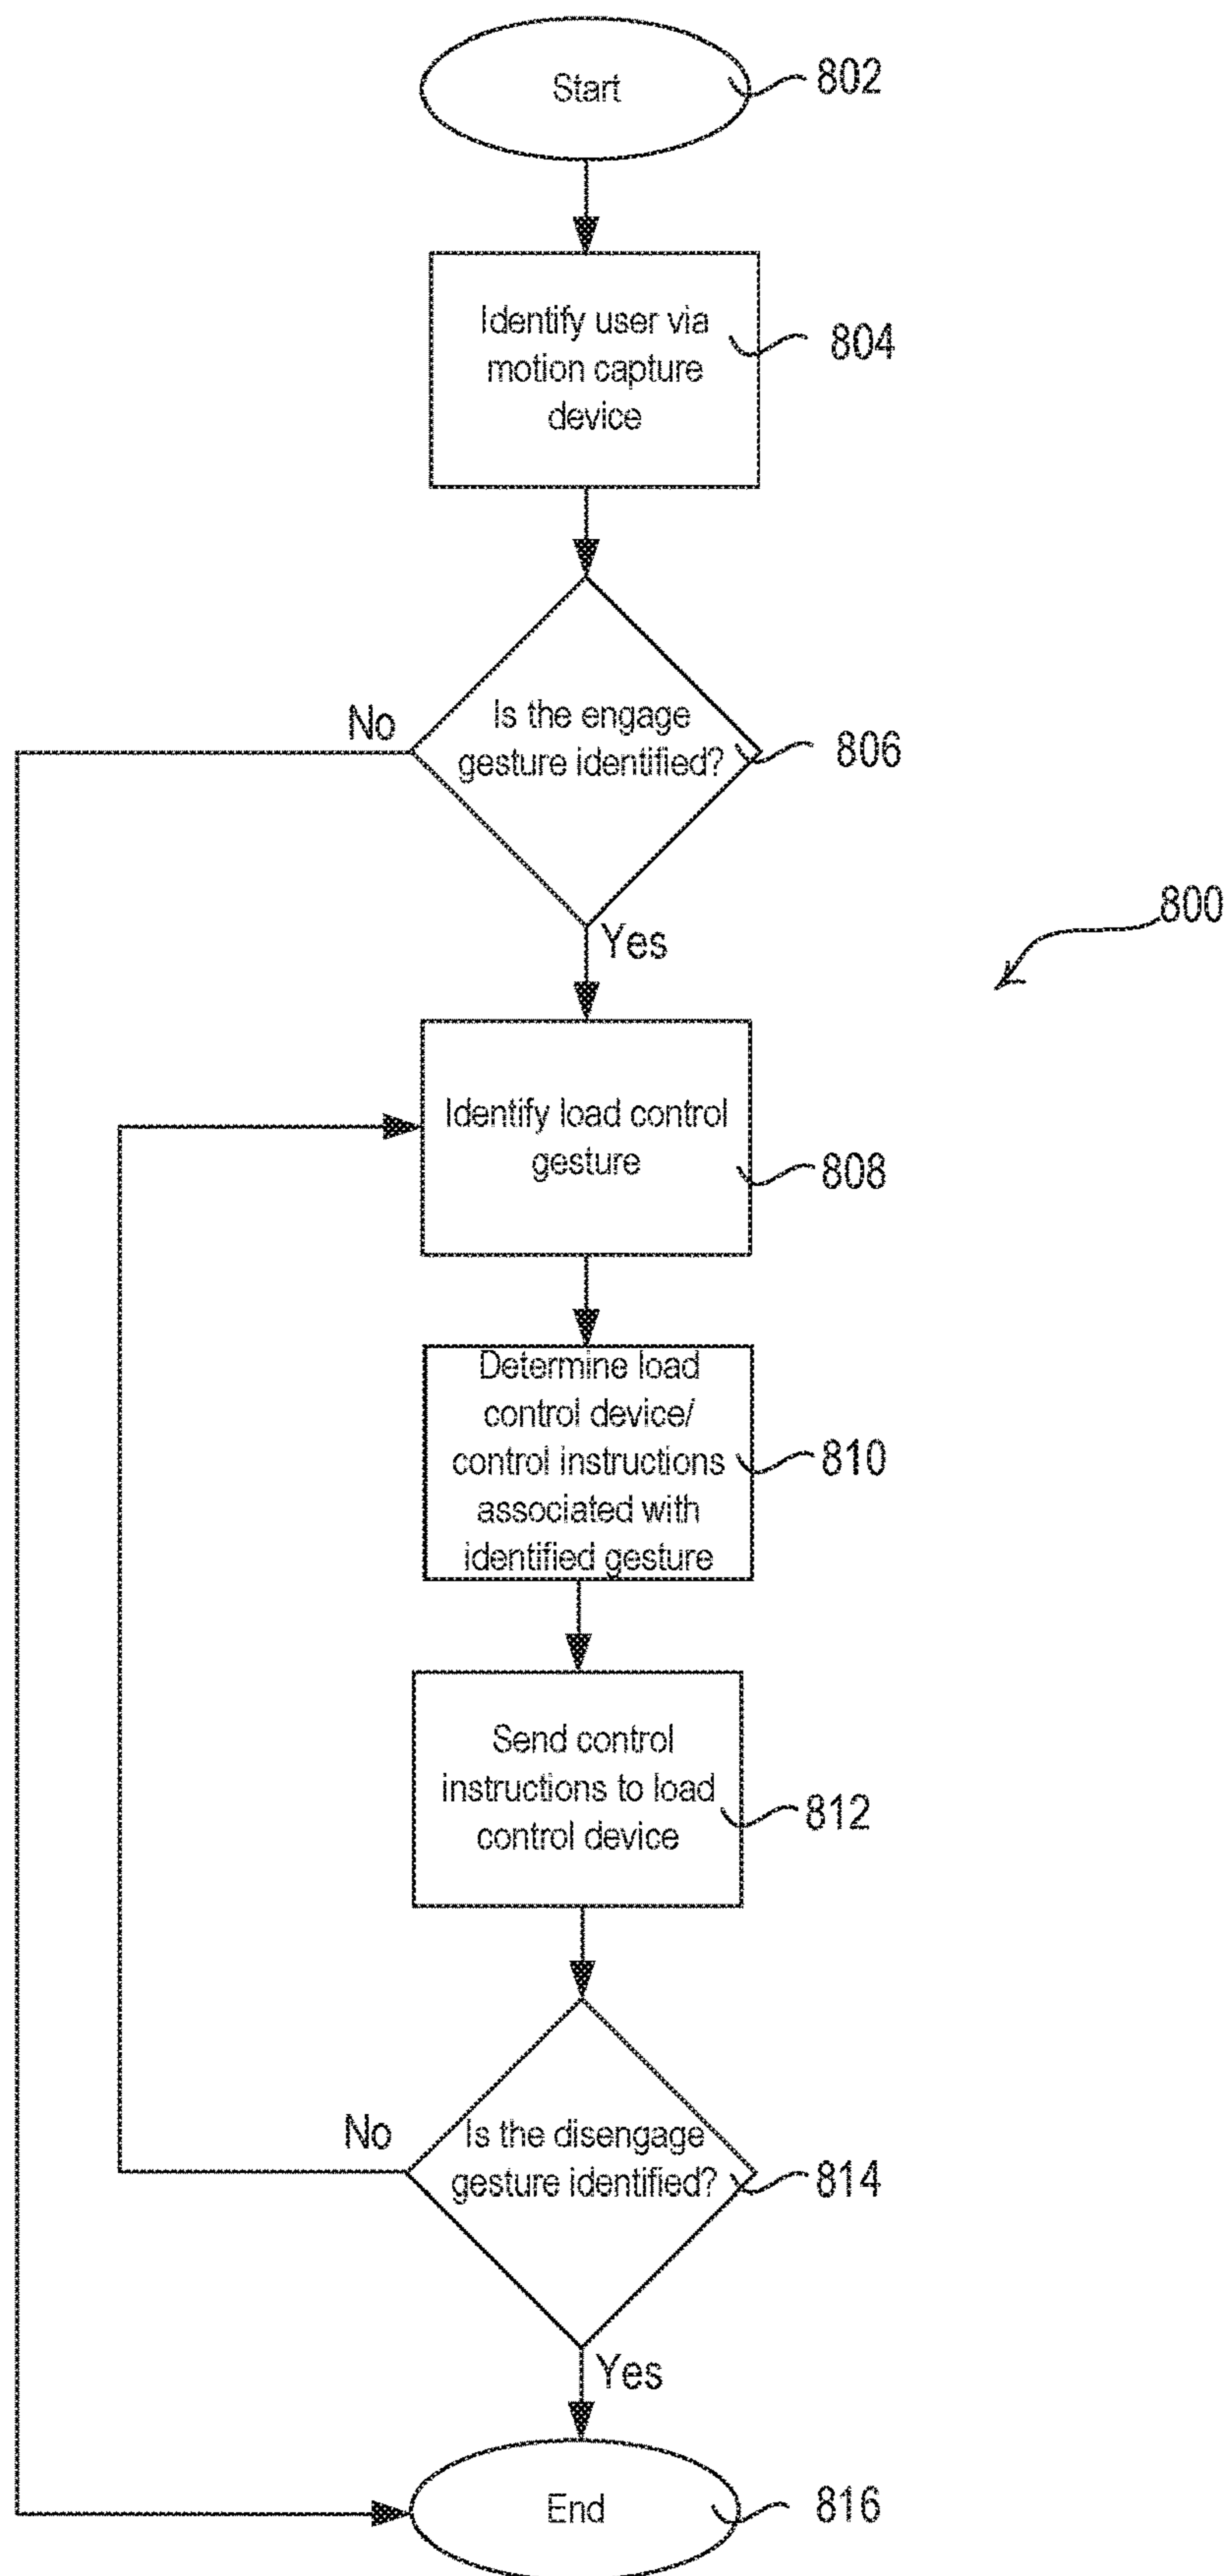 Start
802
Identify user via
motion capture
device
804
Is the engage
gesture identified?
806
No
Yes
800
Identify load control
gesture
808
Determine load
control device/
control instructions
associated with
identified gesture
810
Send control
instructions to load
control device
812
Is the disengage
gesture identified?
814
No
Yes
End
816